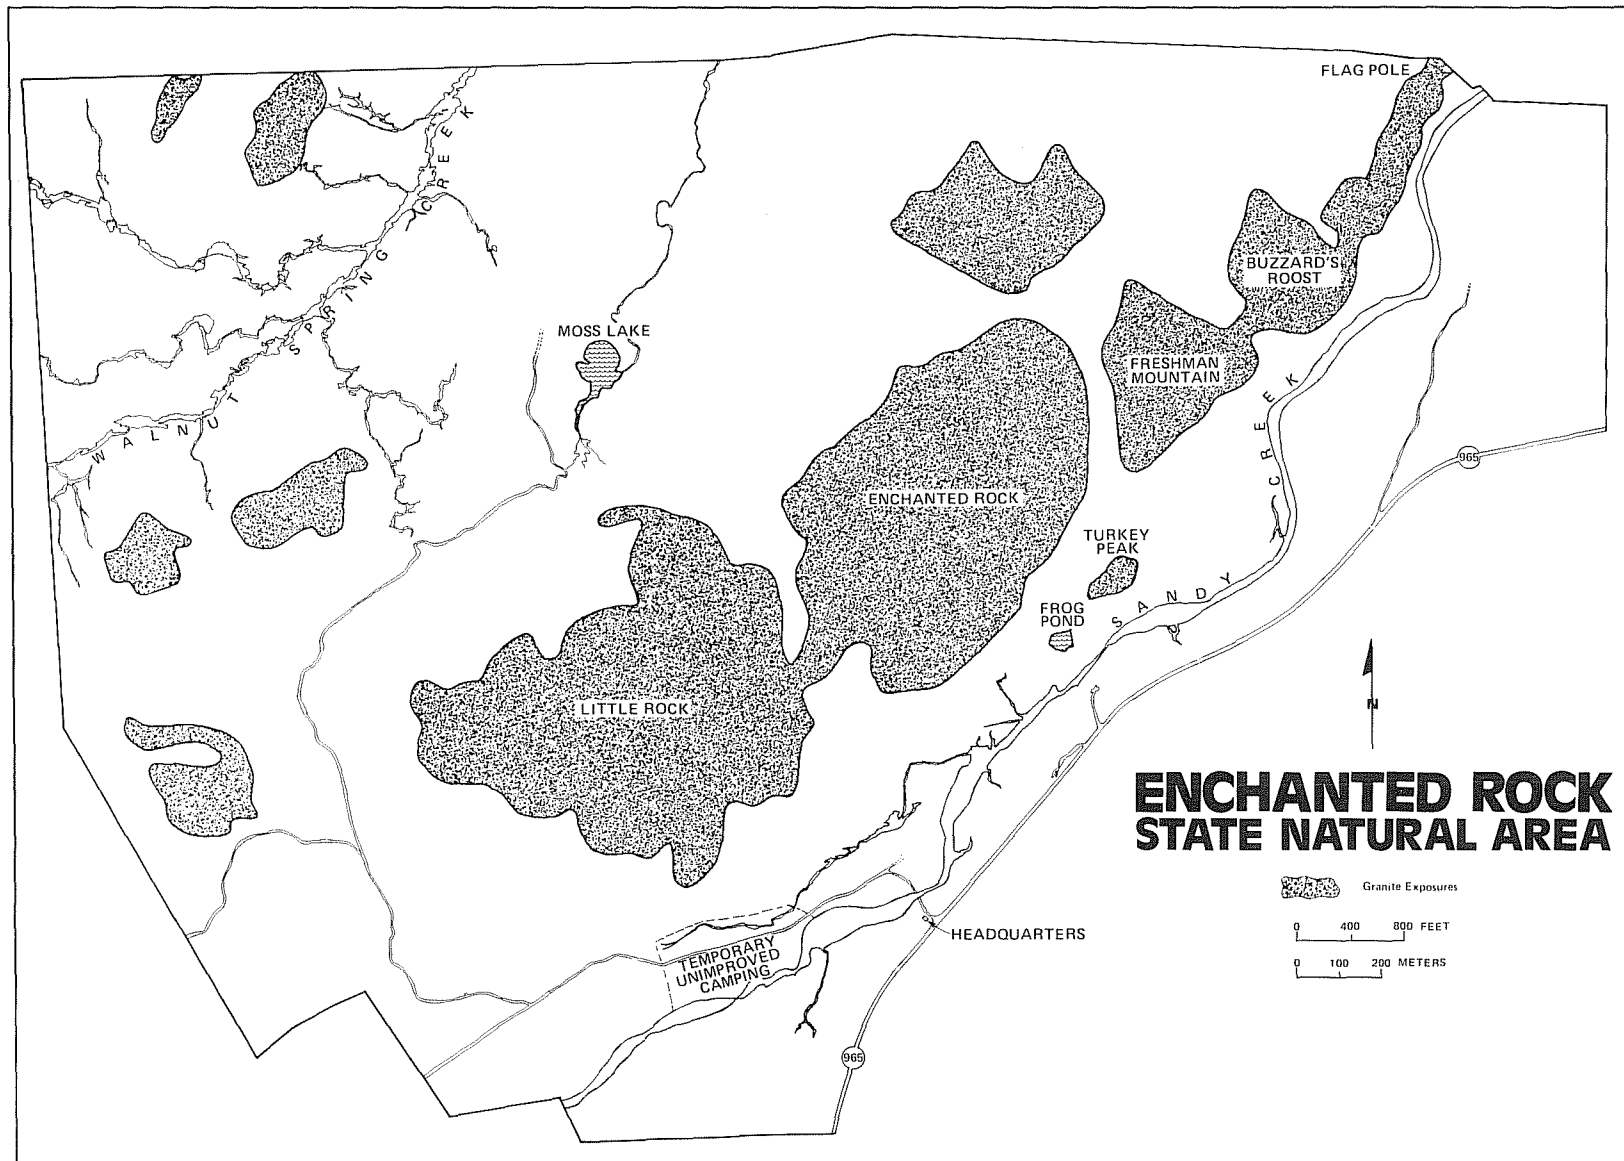 FLAG POLE
WALNUT SPRING CREEK
BUZZARD'S
ROOST
MOSS LAKE
FRESHMAN
MOUNTAIN
965
ENCHANTED ROCK
TURKEY
PEAK
FROG
POND
SANDY CREEK
LITTLE ROCK
N
ENCHANTED ROCK
STATE NATURAL AREA
Granite Exposures
0 400 800 FEET
0 100 200 METERS
HEADQUARTERS
TEMPORARY
UNIMPROVED
CAMPING
965